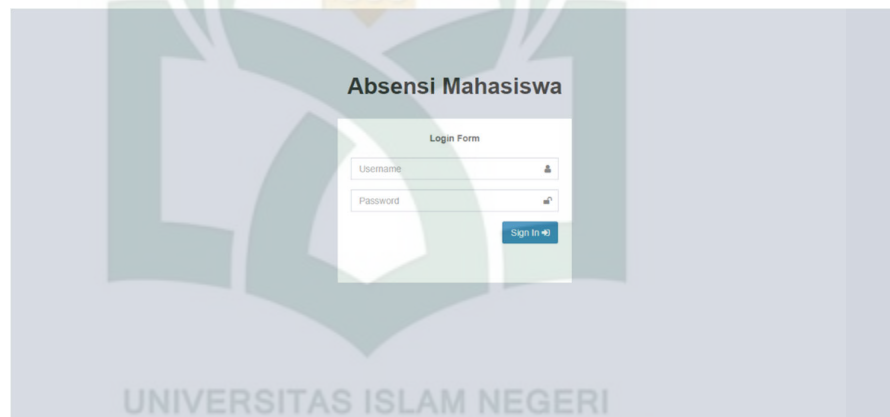 Absensi Mahasiswa
Login Form
Username
Password
Sign In
UNIVERSITAS ISLAM NEGERI